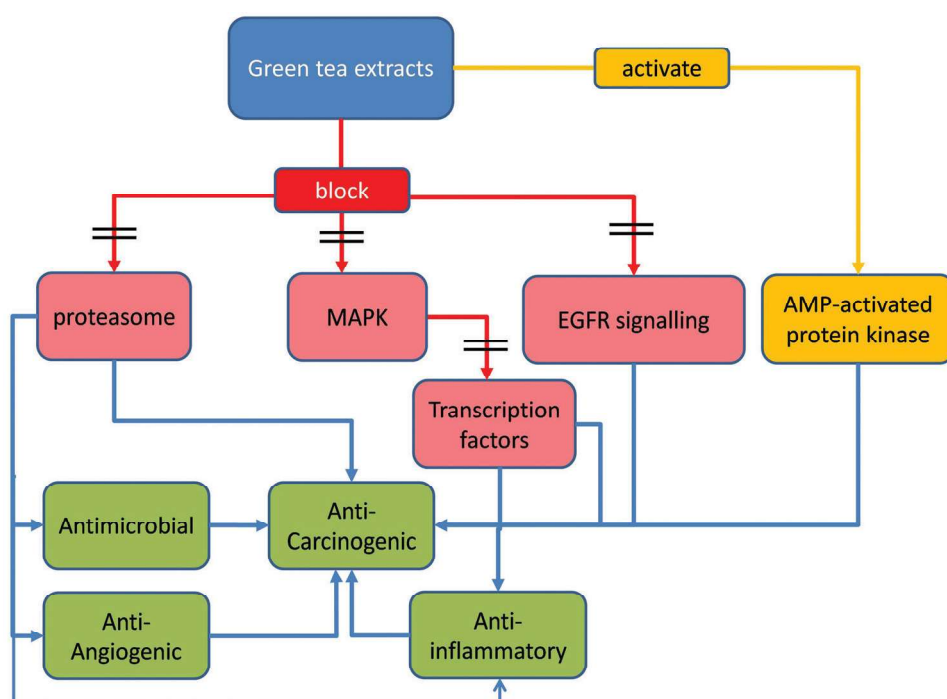 Green tea extracts
activate
block
proteasome
MAPK
EGFR signalling
AMP-activated
protein kinase
Transcription
factors
Antimicrobial
Anti-
Carcinogenic
Anti-
Angiogenic
Anti-
inflammatory